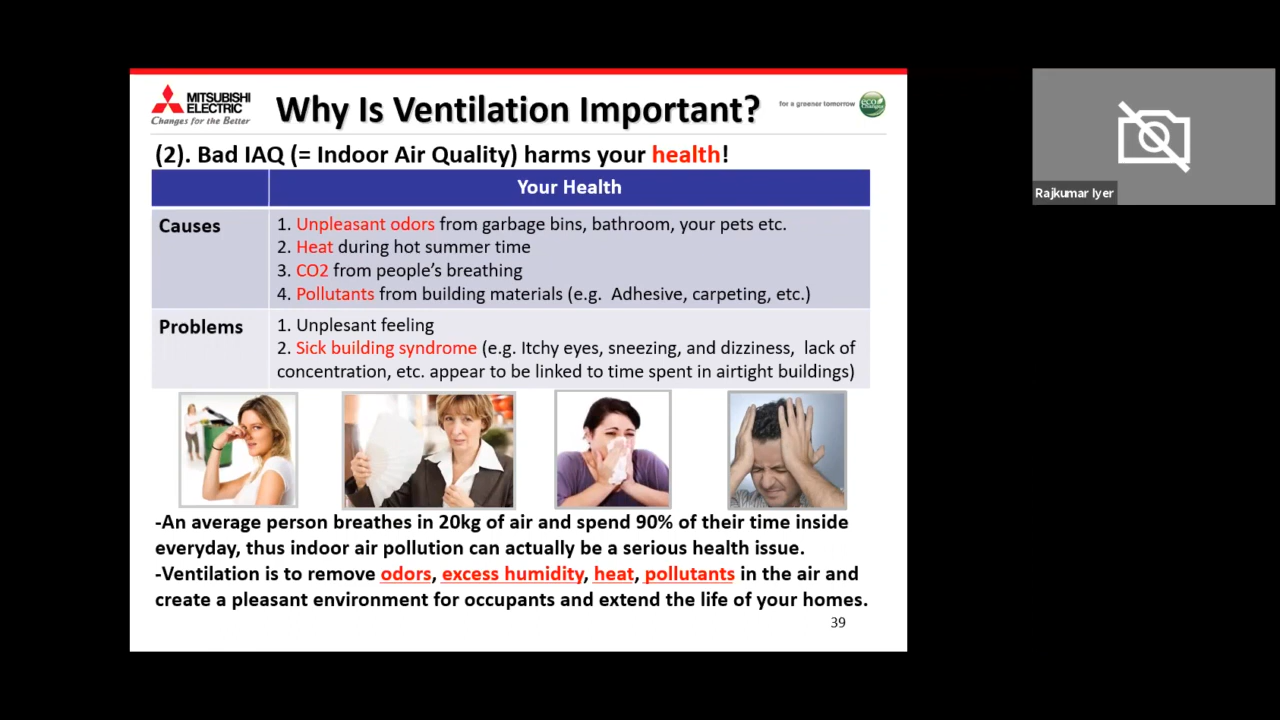 MITSUBISHI
ELECTRIC
Changes for the Better
Why Is Ventilation Important?
for a greener tomorrow
eco
Changes
(2). Bad IAQ (= Indoor Air Quality) harms your health!
Your Health
Causes
1. Unpleasant odors from garbage bins, bathroom, your pets etc.
2. Heat during hot summer time
3. CO2 from people’s breathing
4. Pollutants from building materials (e.g. Adhesive, carpeting, etc.)
Problems
1. Unplesant feeling
2. Sick building syndrome (e.g. Itchy eyes, sneezing, and dizziness, lack of
concentration, etc. appear to be linked to time spent in airtight buildings)
-An average person breathes in 20kg of air and spend 90% of their time inside
everyday, thus indoor air pollution can actually be a serious health issue.
-Ventilation is to remove odors, excess humidity, heat, pollutants in the air and
create a pleasant environment for occupants and extend the life of your homes.
39
Rajkumar Iyer